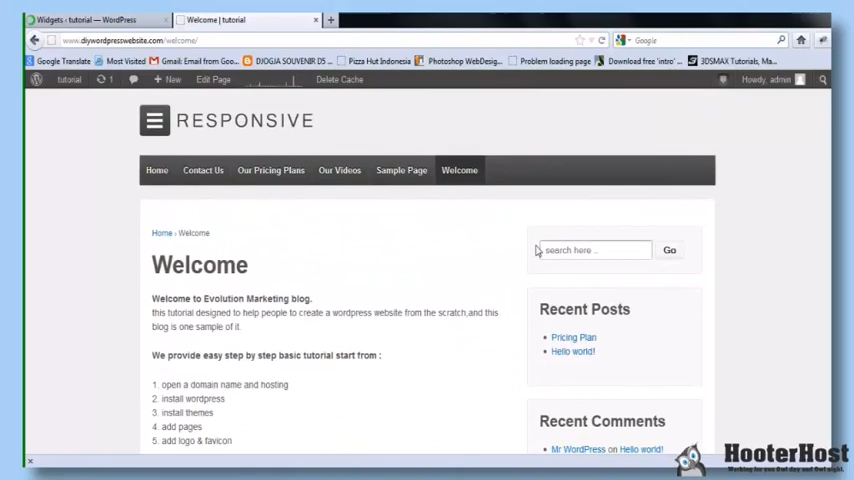 Widgets ‹ tutorial — WordPress
Welcome | tutorial
www.diywordpresswebsite.com/welcome/
Google
Google Translate
Most Visited
Gmail: Email from Goo...
DJOGJA SOUVENIR D5 ...
Pizza Hut Indonesia
Photoshop WebDesig...
Problem loading page
Download free 'intro' ...
3DSMAX Tutorials, Ma...
tutorial
1
+ New
Edit Page
Delete Cache
Howdy, admin
RESPONSIVE
Home
Contact Us
Our Pricing Plans
Our Videos
Sample Page
Welcome
Home › Welcome
Welcome
Welcome to Evolution Marketing blog.
this tutorial designed to help people to create a wordpress website from the scratch,and this
blog is one sample of it.
We provide easy step by step basic tutorial start from :
1. open a domain name and hosting
2. install wordpress
3. install themes
4. add pages
5. add logo & favicon
search here ..
Go
Recent Posts
• Pricing Plan
• Hello world!
Recent Comments
• Mr WordPress on Hello world!
HooterHost
Working for you Owl day and Owl night.